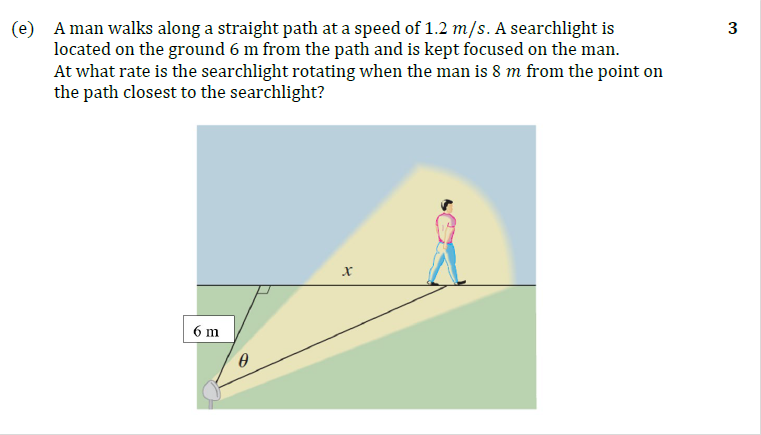 (e) A man walks along a straight path at a speed of 1.2 m/s. A searchlight is 3
located on the ground 6 m from the path and is kept focused on the man.
At what rate is the searchlight rotating when the man is 8 m from the point on
the path closest to the searchlight?
x
6 m
θ